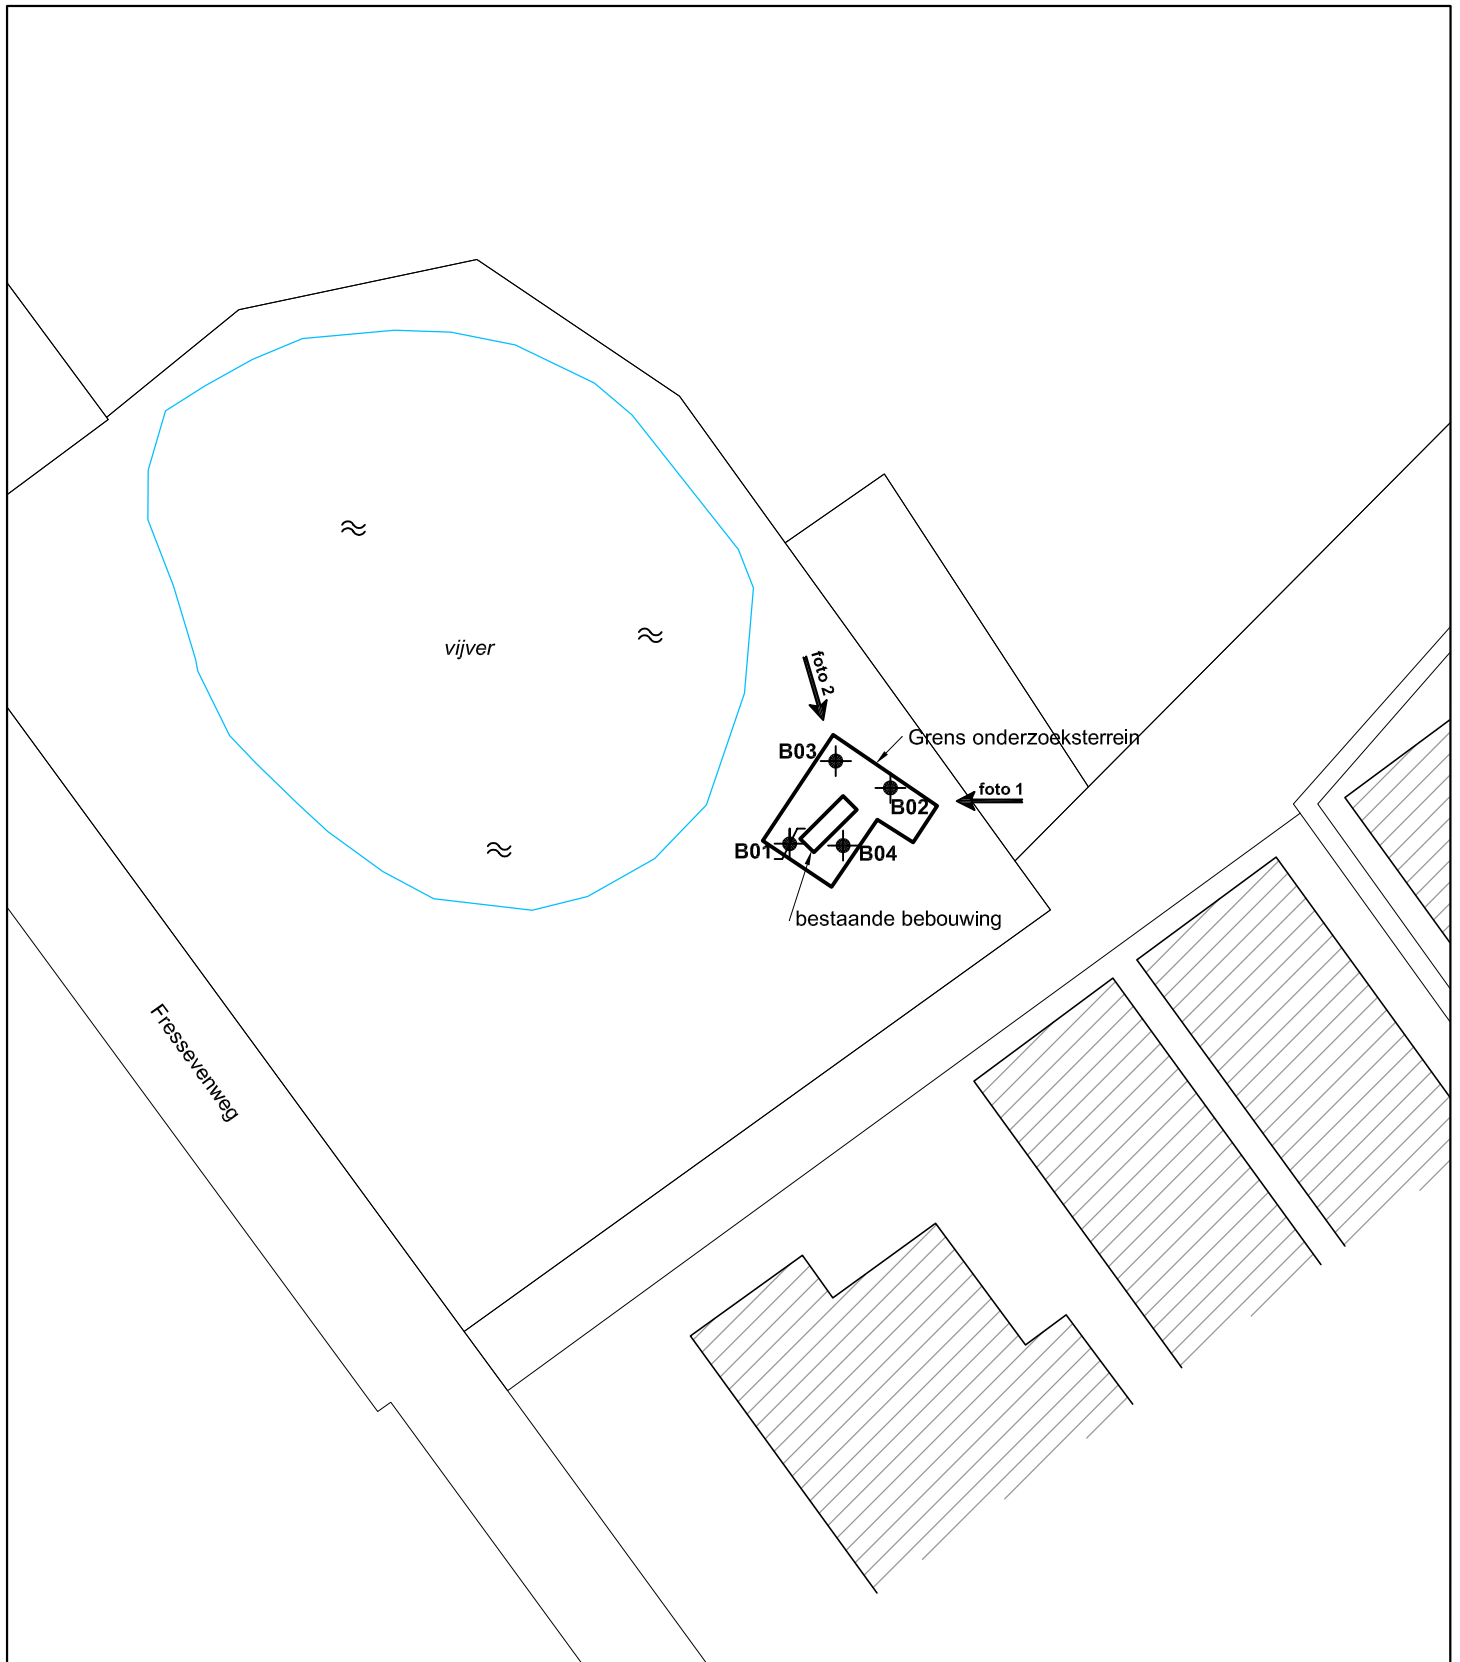 vijver
foto 2
Grens onderzoeksterrein
B03
foto 1
B02
B01
B04
bestaande bebouwing
Fressevenweg